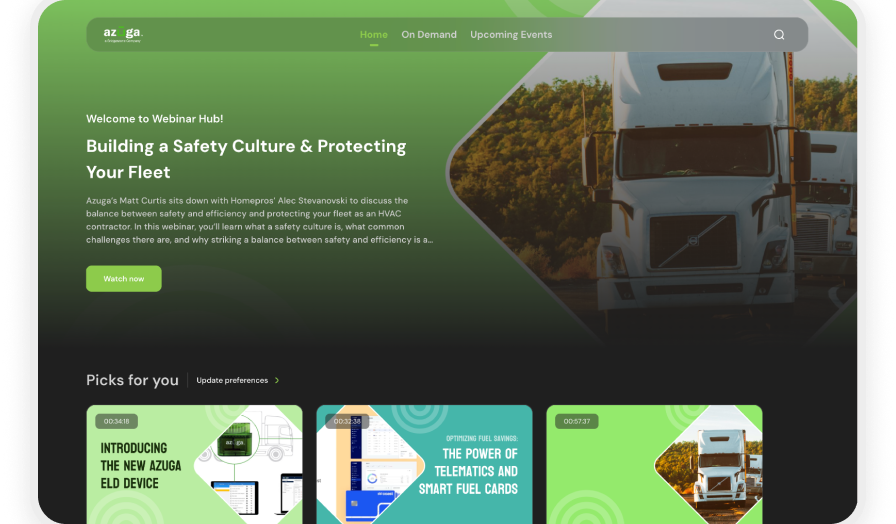 azuga.
Home On Demand Upcoming Events
Welcome to Webinar Hub!
Building a Safety Culture & Protecting
Your Fleet
Azuga's Matt Curtis sits down with Homepros' Alec Stevanovski to discuss the
balance between safety and efficiency and protecting your fleet as an HVAC
contractor. In this webinar, you'll learn what a safety culture is, what common
challenges there are, and why striking a balance between safety and efficiency is a...
Watch now
Picks for you Update preferences
00:34:18
INTRODUCING
THE NEW AZUGA
ELD DEVICE
azuga.
00:32:38
OPTIMIZING FUEL SAVINGS:
THE POWER OF
TELEMATICS AND
SMART FUEL CARDS
00:57:37